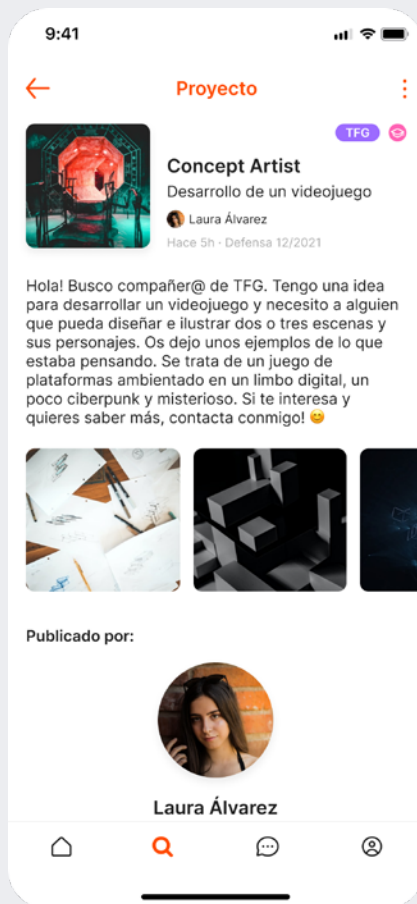 9:41
Proyecto
TFG
Concept Artist
Desarrollo de un videojuego
Laura Álvarez
Hace 5h · Defensa 12/2021
Hola! Busco compañer@ de TFG. Tengo una idea
para desarrollar un videojuego y necesito a alguien
que pueda diseñar e ilustrar dos o tres escenas y
sus personajes. Os dejo unos ejemplos de lo que
estaba pensando. Se trata de un juego de
plataformas ambientado en un limbo digital, un
poco ciberpunk y misterioso. Si te interesa y
quieres saber más, contacta conmigo! 😊
Publicado por:
Laura Álvarez